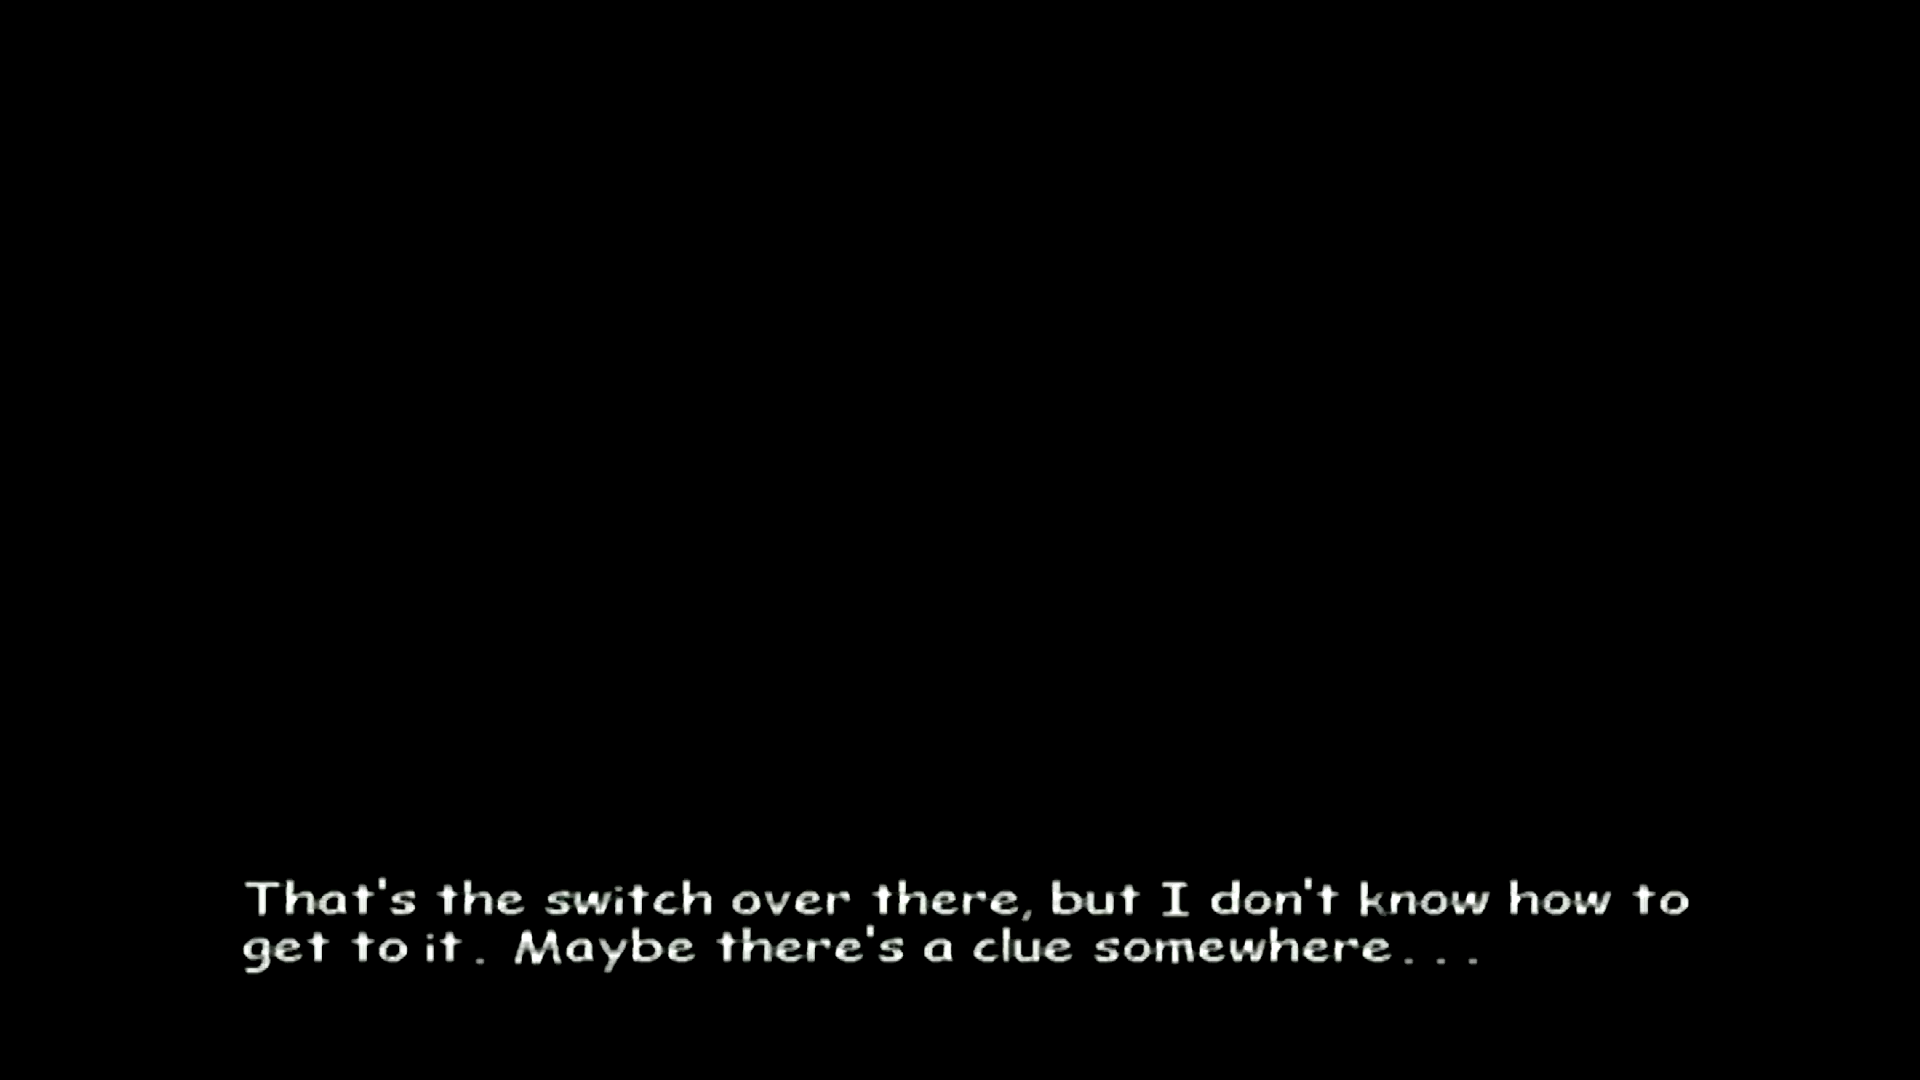 That's the switch over there, but I don't know how to
get to it. Maybe there's a clue somewhere...